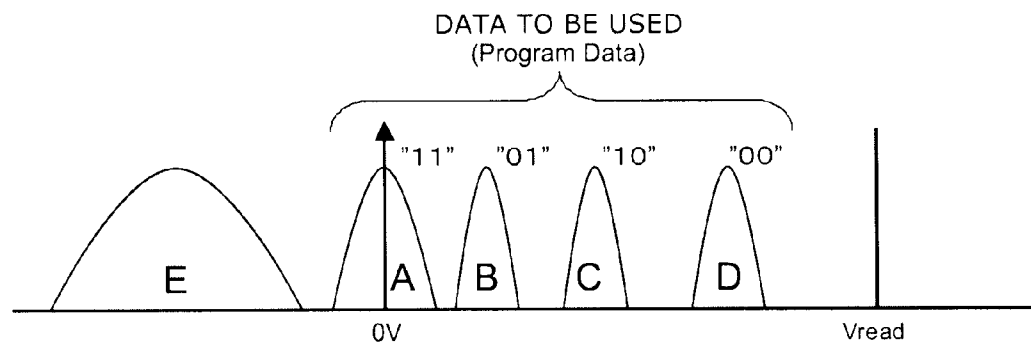 DATA TO BE USED
(Program Data)
"11" "01" "10" "00"
E A B C D
0V Vread